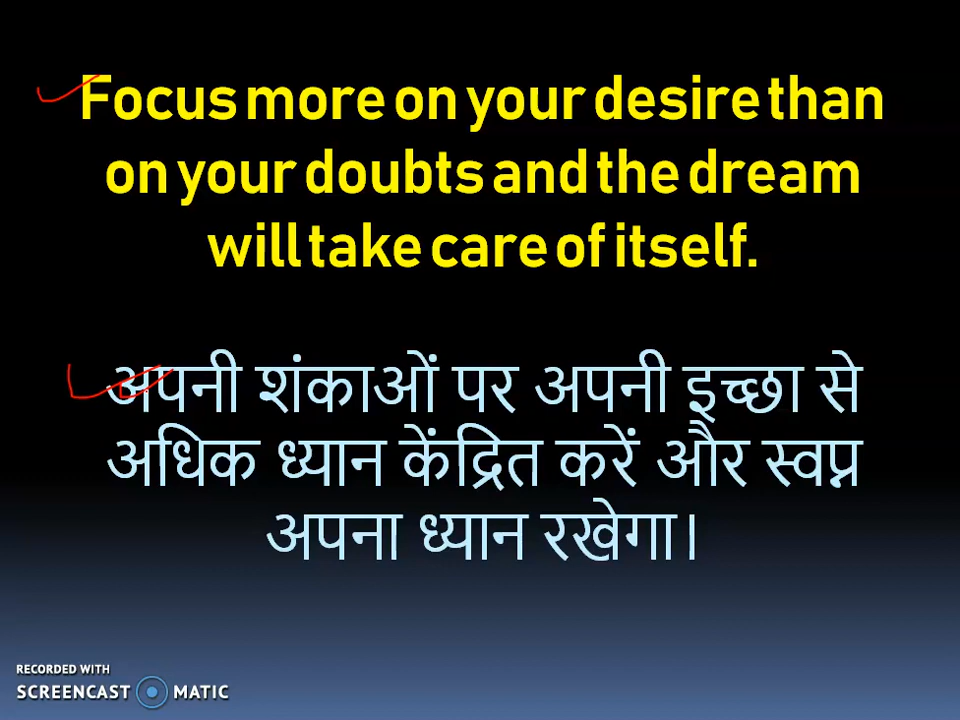 Focus more on your desire than
on your doubts and the dream
will take care of itself.
अपनी शंकाओं पर अपनी इच्छा से
अधिक ध्यान केंद्रित करें और स्वप्न
अपना ध्यान रखेगा।
RECORDED WITH
SCREENCAST MATIC